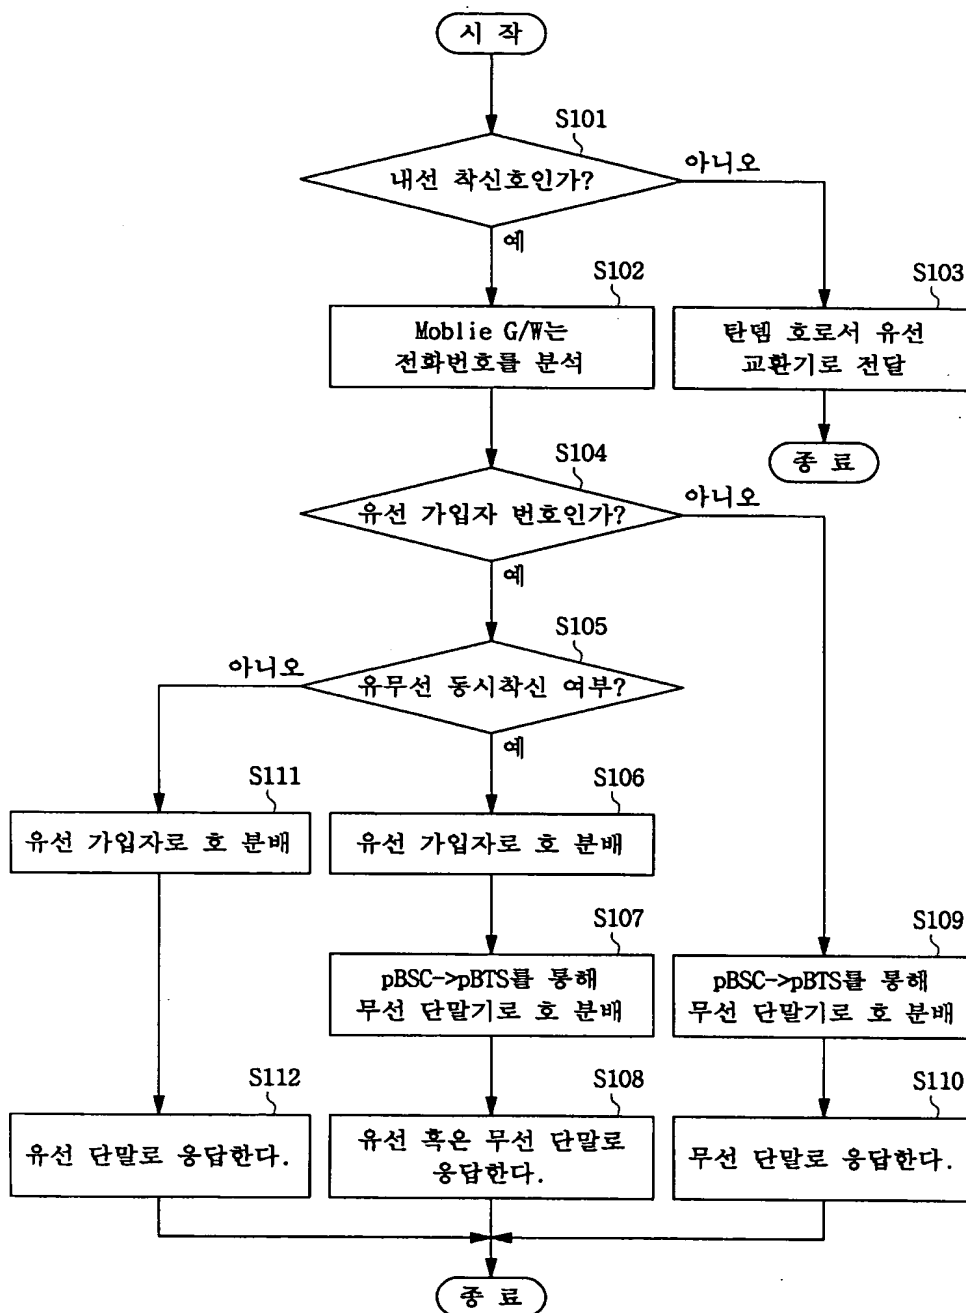 시 작
S101
내선 착신호인가?
아니오
예
S102
Moblie G/W는
전화번호를 분석
S103
탄뎀 호로서 유선
교환기로 전달
종 료
S104
유선 가입자 번호인가?
아니오
예
S105
유무선 동시착신 여부?
아니오
예
S111
유선 가입자로 호 분배
S106
유선 가입자로 호 분배
S107
pBSC->pBTS를 통해
무선 단말기로 호 분배
S109
pBSC->pBTS를 통해
무선 단말기로 호 분배
S112
유선 단말로 응답한다.
S108
유선 혹은 무선 단말로
응답한다.
S110
무선 단말로 응답한다.
종 료